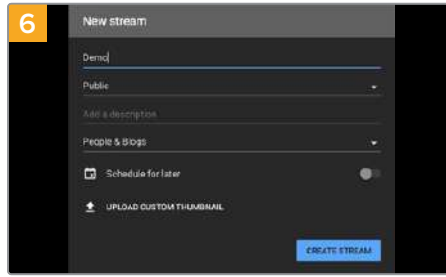 6
New stream
Demo
Public
Add a description
People & Blogs
Schedule for later
UPLOAD CUSTOM THUMBNAIL
CREATE STREAM